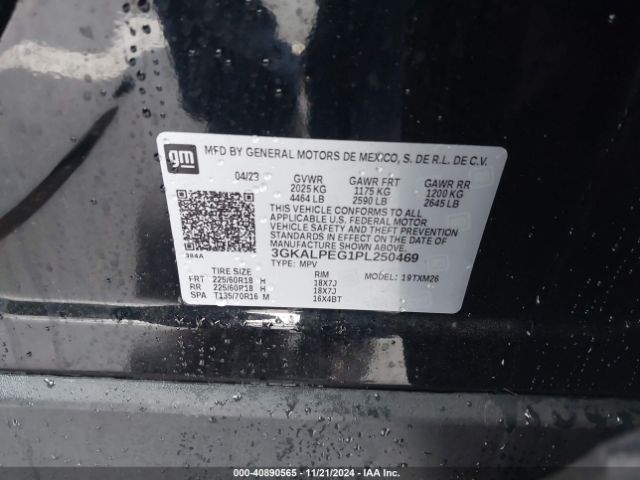 gm
MFD BY GENERAL MOTORS DE MEXICO, S. DE R.L. DE C.V.
04/23 GVWR GAWR FRT GAWR RR
2025 KG 1175 KG 1200 KG
4464 LB 2590 LB 2645 LB
THIS VEHICLE CONFORMS TO ALL
APPLICABLE U.S. FEDERAL MOTOR
VEHICLE SAFETY AND THEFT PREVENTION
STANDARDS IN EFFECT ON THE DATE OF
MANUFACTURE SHOWN ABOVE.
384A
3GKALPEG1PL250469
TYPE: MPV
TIRE SIZE RIM MODEL: 19TXM26
FRT 225/60R18 H 18X7J
RR 225/60R18 H 18X7J
SPA T135/70R16 M 16X4BT
000-40890565 - 11/21/2024 - IAA Inc.